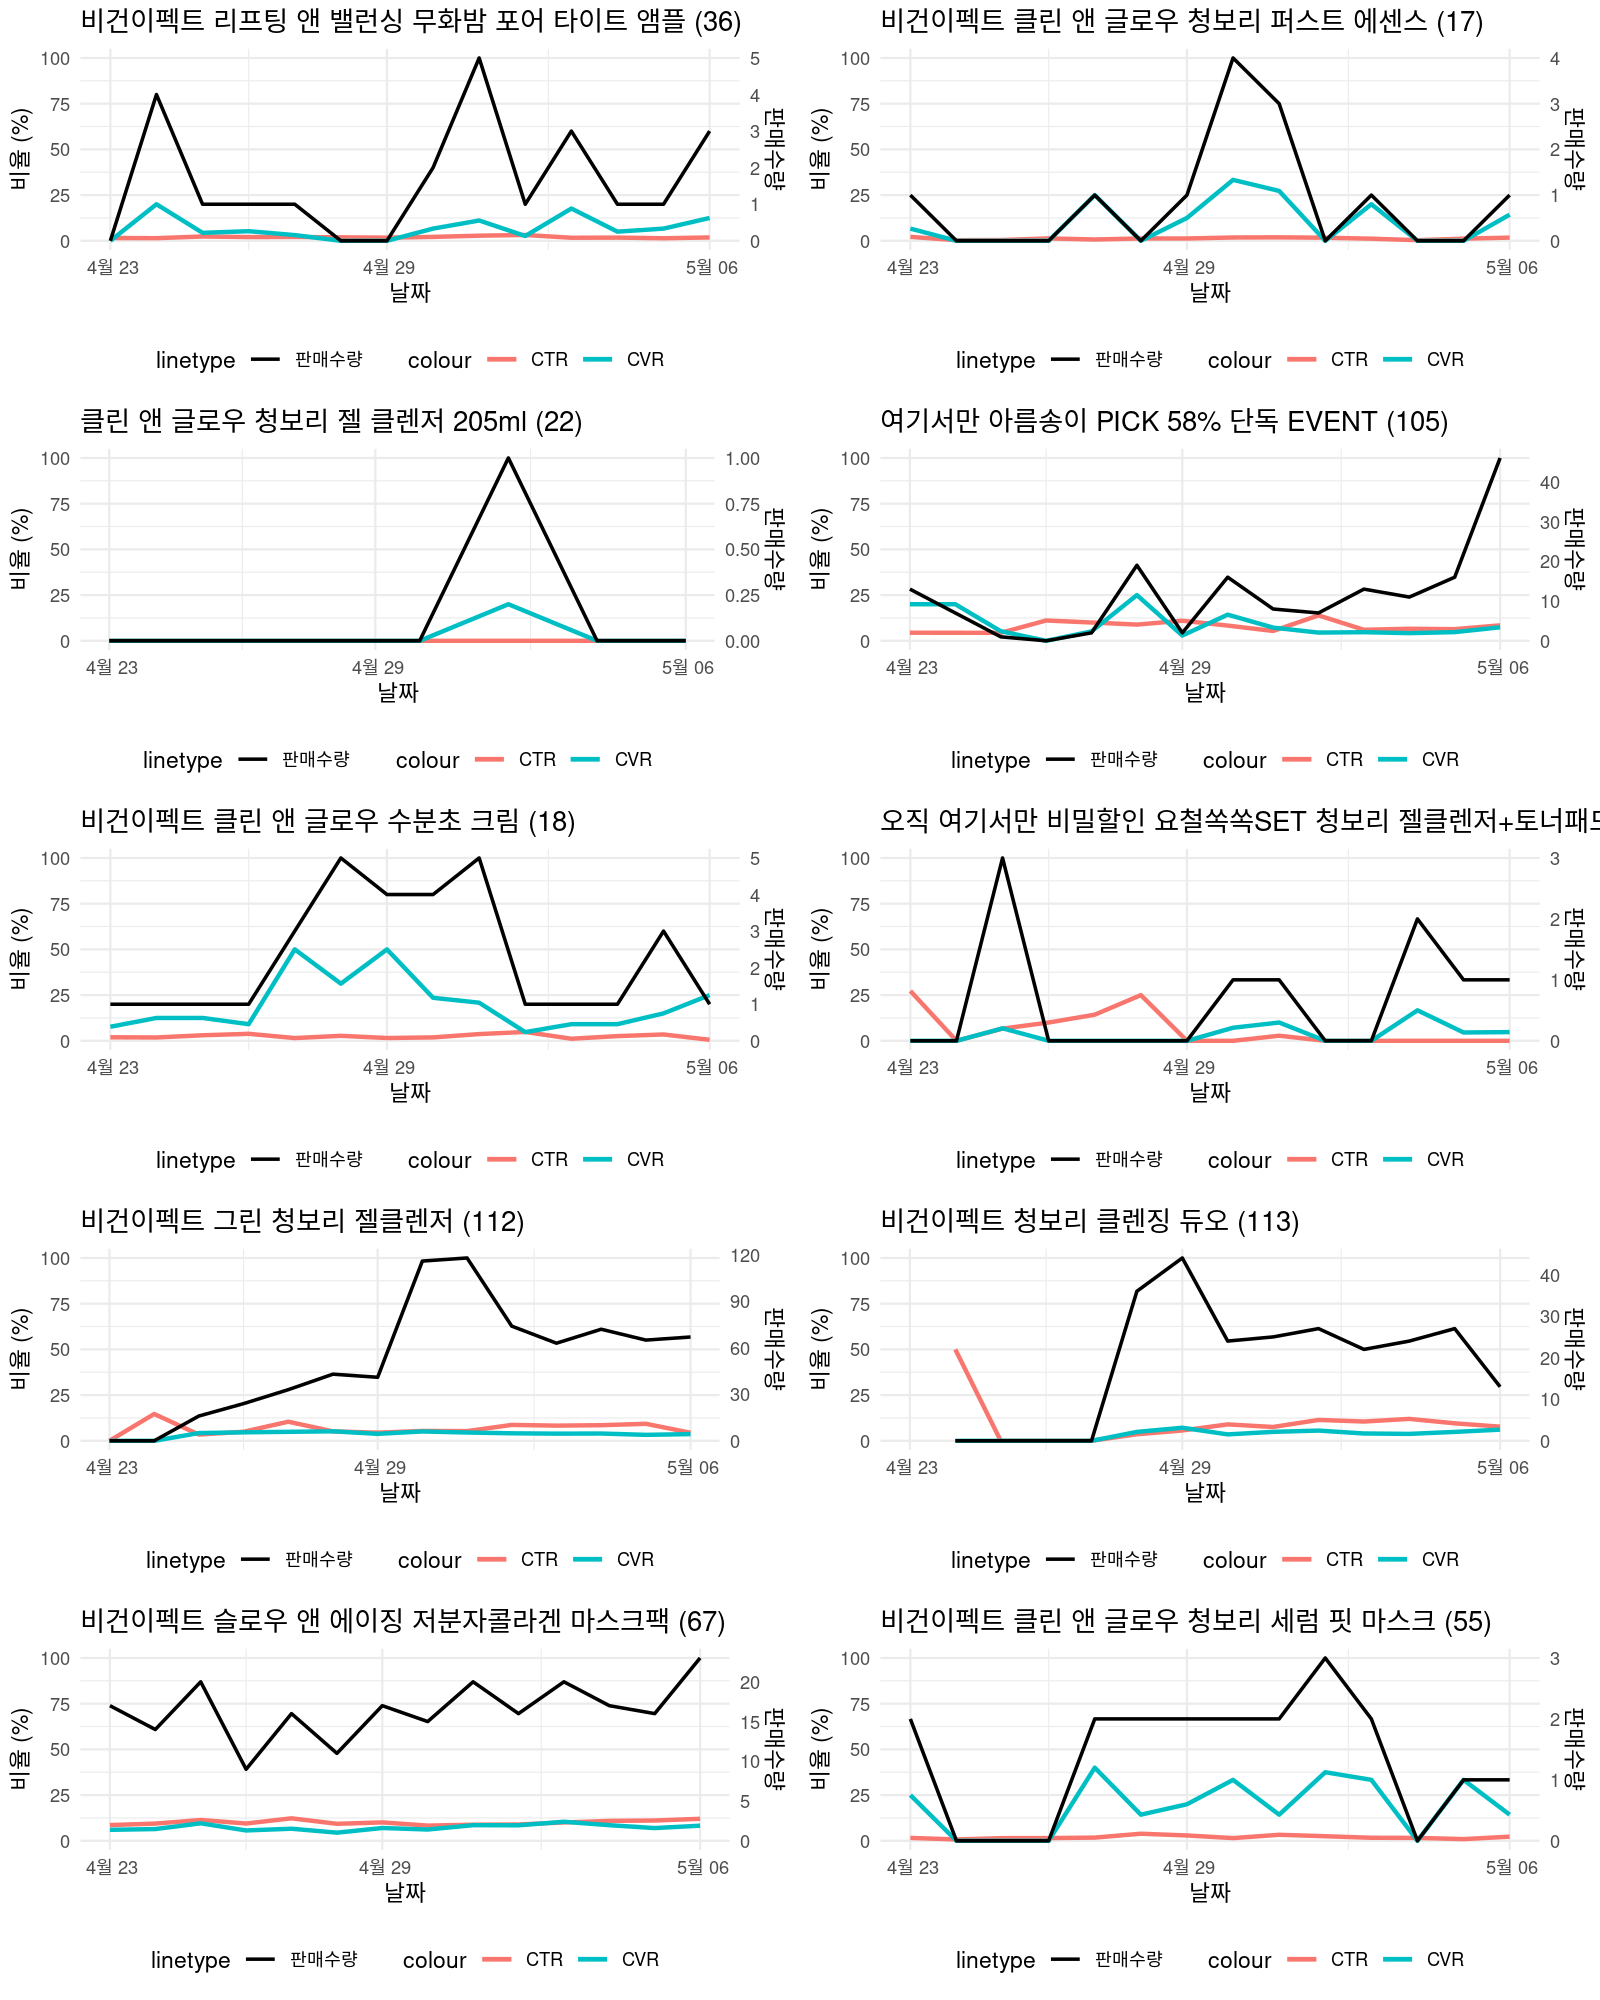 비건이펙트 리프팅 앤 밸런싱 무화밤 포어 타이트 앰플 (36)
100
75
50
25
0
비율 (%)
5
4
3
2
1
0
판매수량
4월 23
4월 29
5월 06
날짜
linetype 판매수량 colour CTR CVR
비건이펙트 클린 앤 글로우 청보리 퍼스트 에센스 (17)
100
75
50
25
0
비율 (%)
4
3
2
1
0
판매수량
4월 23
4월 29
5월 06
날짜
linetype 판매수량 colour CTR CVR
클린 앤 글로우 청보리 젤 클렌저 205ml (22)
100
75
50
25
0
비율 (%)
1.00
0.75
0.50
0.25
0.00
판매수량
4월 23
4월 29
5월 06
날짜
linetype 판매수량 colour CTR CVR
여기서만 아름송이 PICK 58% 단독 EVENT (105)
100
75
50
25
0
비율 (%)
40
30
20
10
0
판매수량
4월 23
4월 29
5월 06
날짜
linetype 판매수량 colour CTR CVR
비건이펙트 클린 앤 글로우 수분초 크림 (18)
100
75
50
25
0
비율 (%)
5
4
3
2
1
0
판매수량
4월 23
4월 29
5월 06
날짜
linetype 판매수량 colour CTR CVR
오직 여기서만 비밀할인 요철쏙쏙SET 청보리 젤클렌저+토너패드
100
75
50
25
0
비율 (%)
3
2
1
0
판매수량
4월 23
4월 29
5월 06
날짜
linetype 판매수량 colour CTR CVR
비건이펙트 그린 청보리 젤클렌저 (112)
100
75
50
25
0
비율 (%)
120
90
60
30
0
판매수량
4월 23
4월 29
5월 06
날짜
linetype 판매수량 colour CTR CVR
비건이펙트 청보리 클렌징 듀오 (113)
100
75
50
25
0
비율 (%)
40
30
20
10
0
판매수량
4월 23
4월 29
5월 06
날짜
linetype 판매수량 colour CTR CVR
비건이펙트 슬로우 앤 에이징 저분자콜라겐 마스크팩 (67)
100
75
50
25
0
비율 (%)
20
15
10
5
0
판매수량
4월 23
4월 29
5월 06
날짜
linetype 판매수량 colour CTR CVR
비건이펙트 클린 앤 글로우 청보리 세럼 핏 마스크 (55)
100
75
50
25
0
비율 (%)
3
2
1
0
판매수량
4월 23
4월 29
5월 06
날짜
linetype 판매수량 colour CTR CVR